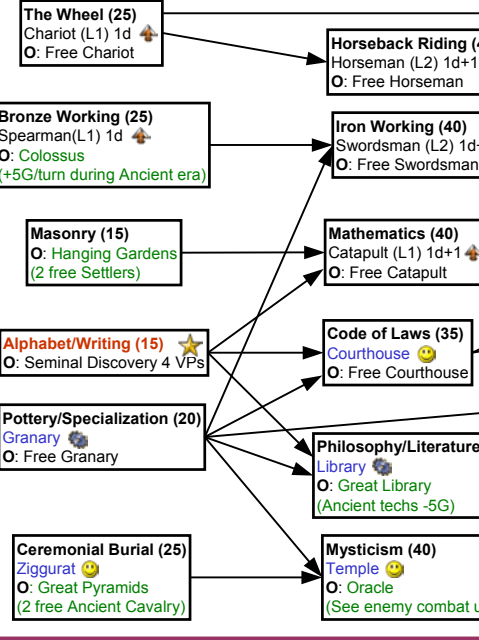 The Wheel (25)
Chariot (L1) 1d
O: Free Chariot
Horseback Riding
Horseman (L2) 1d+1
O: Free Horseman
Bronze Working (25)
Spearman(L1) 1d
O: Colossus
(+5G/turn during Ancient era)
Iron Working (40)
Swordsman (L2) 1d+
O: Free Swordsman
Masonry (15)
O: Hanging Gardens
(2 free Settlers)
Mathematics (40)
Catapult (L1) 1d+1
O: Free Catapult
Alphabet/Writing (15)
O: Seminal Discovery 4 VPs
Code of Laws (35)
Courthouse
O: Free Courthouse
Pottery/Specialization (20)
Granary
O: Free Granary
Philosophy/Literature
Library
O: Great Library
(Ancient techs -5G)
Ceremonial Burial (25)
Ziggurat
O: Great Pyramids
(2 free Ancient Cavalry)
Mysticism (40)
Temple
O: Oracle
(See enemy combat